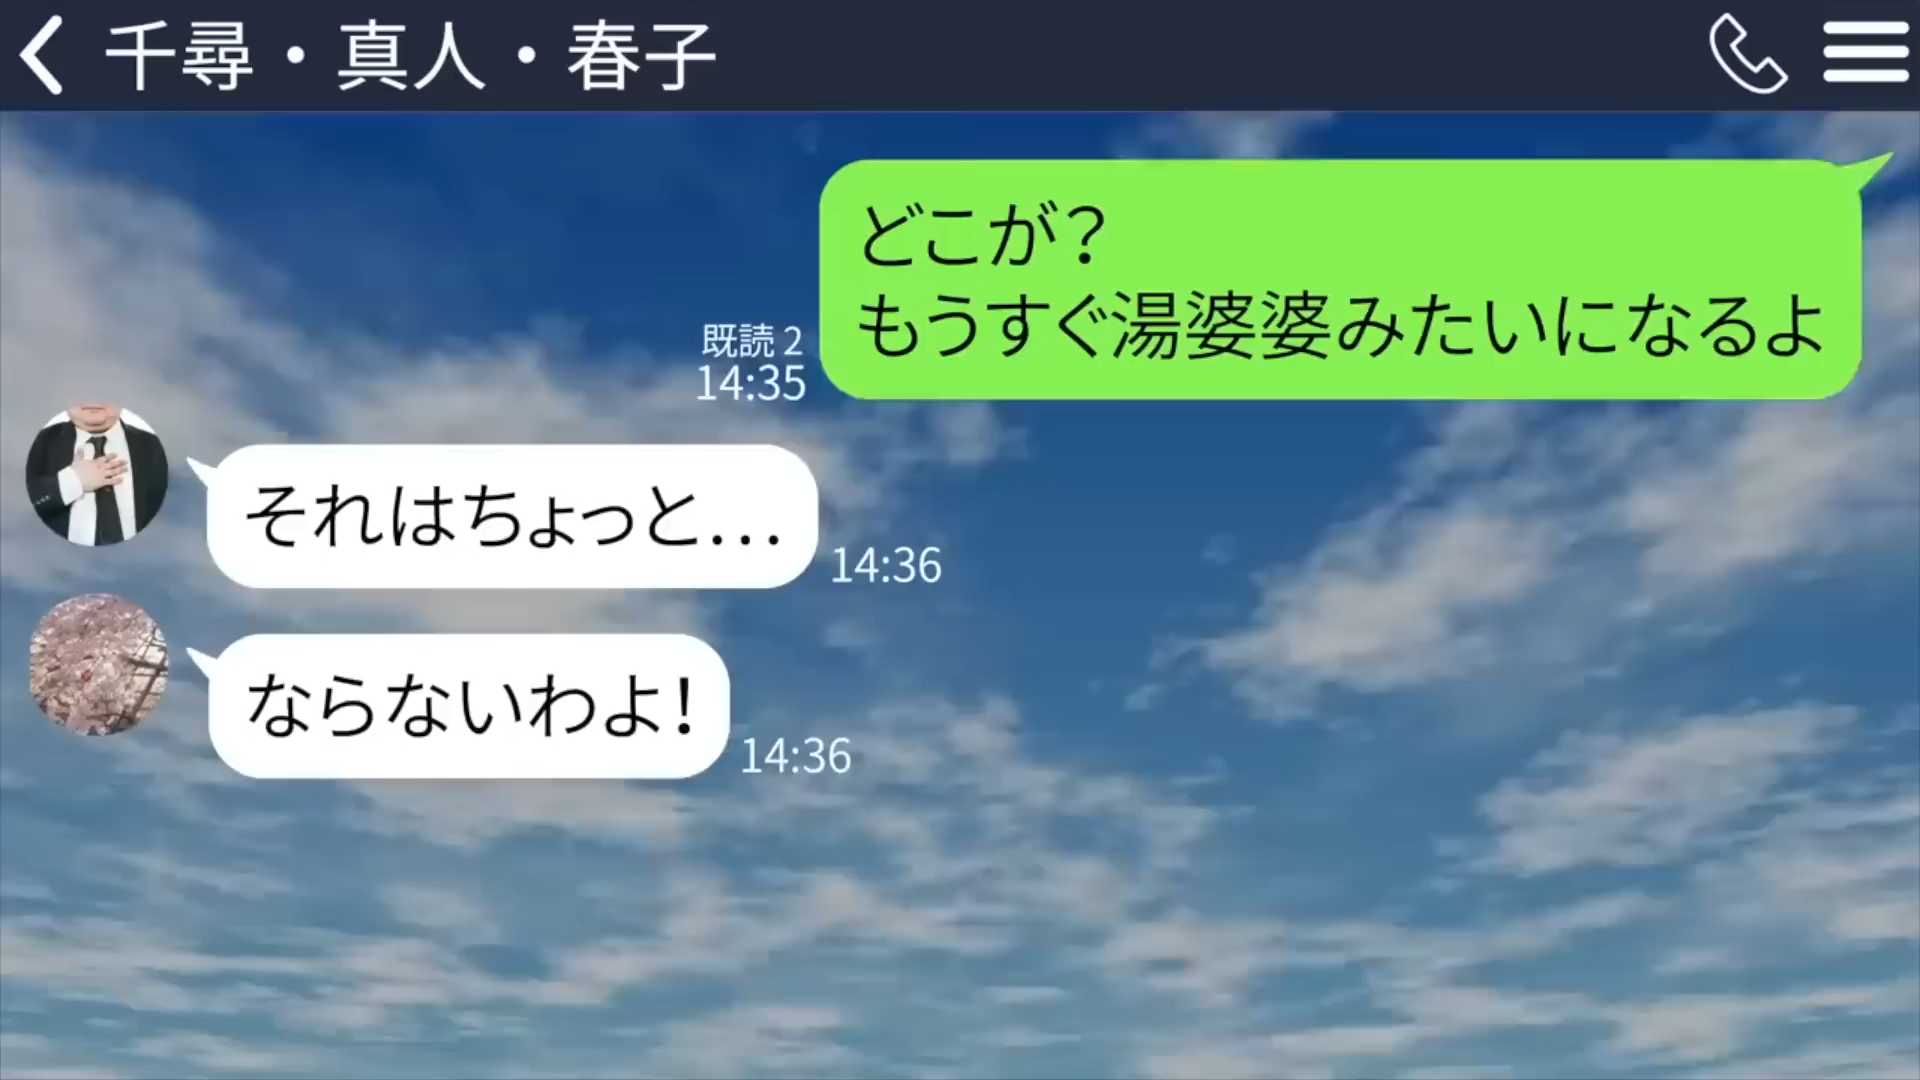 千尋・真人・春子
どこが？
もうすぐ湯婆婆みたいになるよ
既読 2
14:35
それはちょっと…
14:36
ならないわよ！
14:36